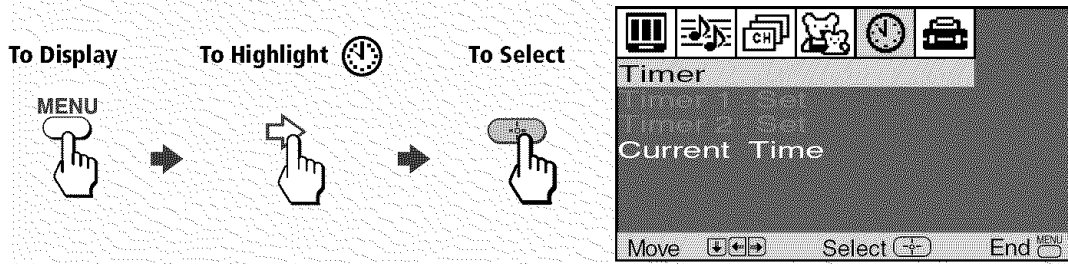 To Display
To Highlight
To Select
MENU
CH
Timer
Timer 1 Set
Timer 2 Set
Current Time
Move Select End MENU